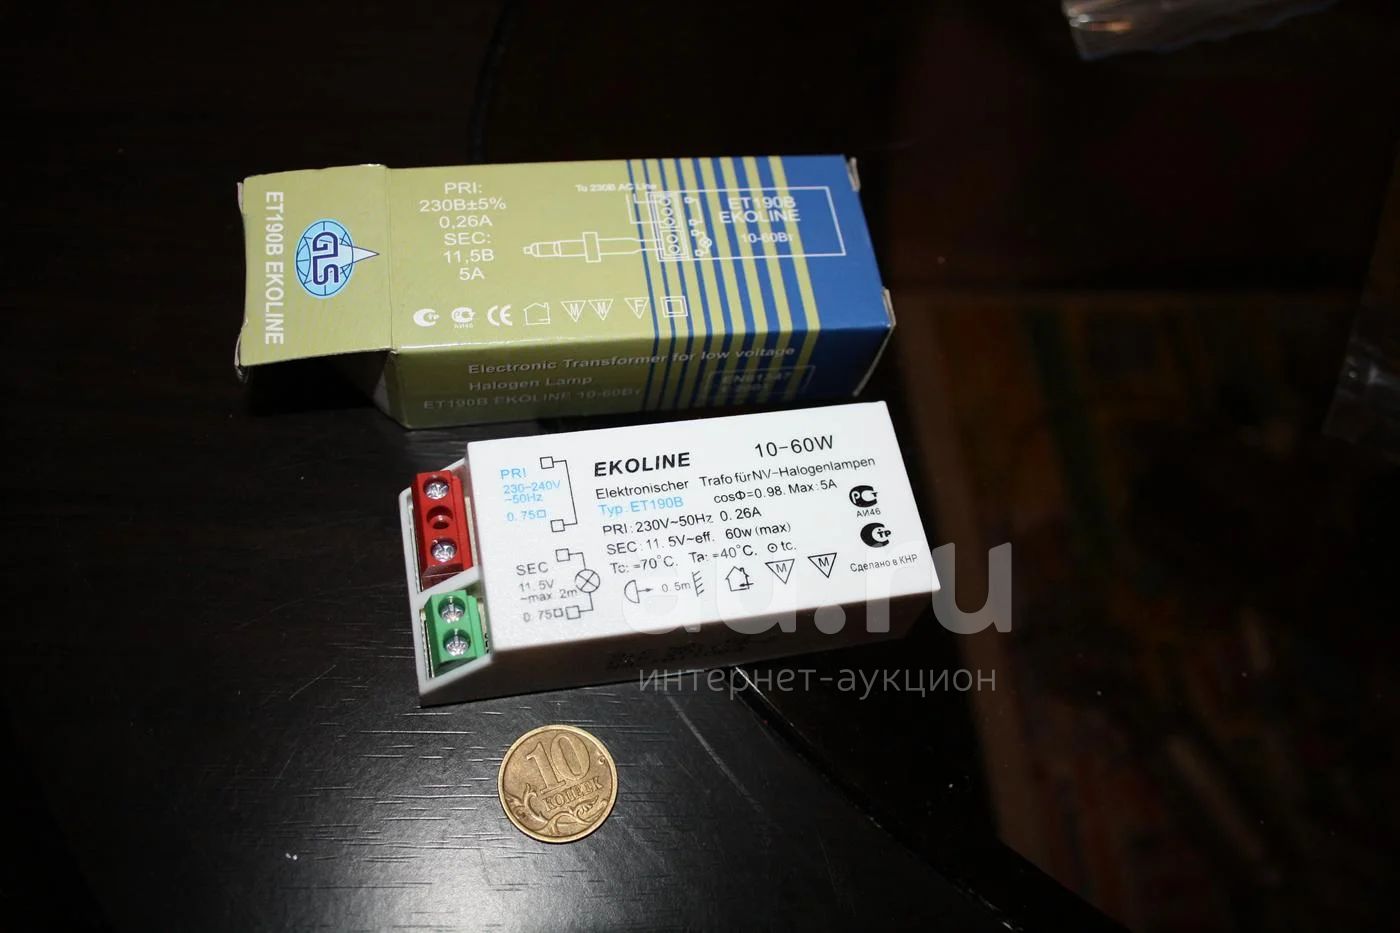 ET190B EKOLINE
GLS
PRI:
230В±5%
0,26A
SEC:
11,5В
5A
To 230В AC Line
ET190B
EKOLINE
10-60Вт
АИ46
CE
M M F
Electronic Transformer for low voltage
Halogen Lamp
ET190B EKOLINE 10-60Вт
PRI
230-240V
~50Hz
0.75
SEC
11.5V
~max.2m
0.75
EKOLINE 10-60W
Elektronischer Trafo für NV-Halogenlampen
Typ:ET190B cosΦ=0.98. Max:5A
PRI:230V~50Hz 0.26A
SEC:11.5V~eff. 60w(max)
Tc:=70°C. Ta:=40°C. tc.
0.5m
M M
АИ46
Сделано в КНР
au.ru
интернет-аукцион
10
КОПЕЕК